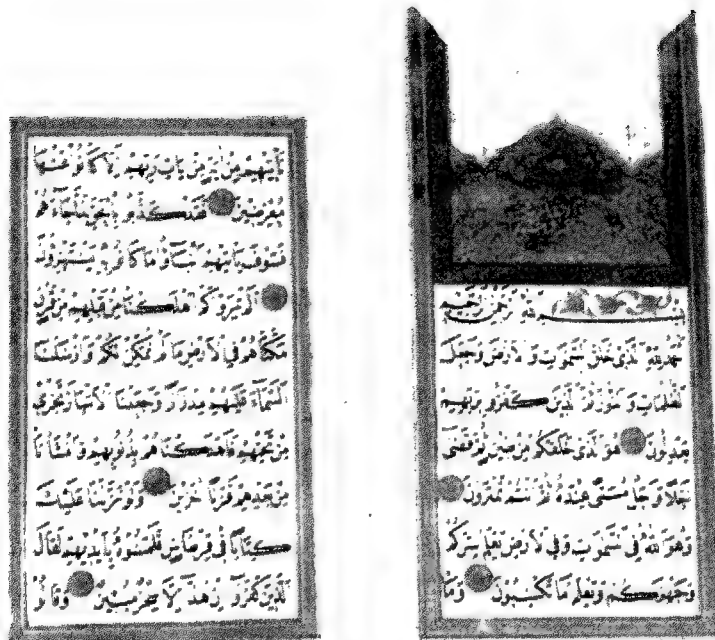 بسم الله الرحمن الرحيم
الحمد لله الذي خلق السموات والارض وجعل
الظلمات والنور ثم الذين كفروا بربهم
يعدلون هو الذي خلقكم من طين ثم قضى
اجلا واجل مسمى عنده ثم انتم تمترون
وهو الله في السموات وفي الارض يعلم سركم
وجهركم ويعلم ما تكسبون وما
تأتيهم من اية من ايات ربهم الا كانوا عنها
معرضين فقد كذبوا بالحق لما جاءهم
فسوف يأتيهم انبؤا ما كانوا به يستهزؤن
الم يروا كم اهلكنا من قبلهم من قرن
مكناهم في الارض ما لم نمكن لكم وارسلنا
السماء عليهم مدرارا وجعلنا الانهار تجري
من تحتهم فاهلكناهم بذنوبهم وانشأنا
من بعدهم قرنا اخرين ولو نزلنا عليك
كتابا في قرطاس فلمسوه بايديهم لقال
الذين كفروا ان هذا الا سحر مبين وقالوا